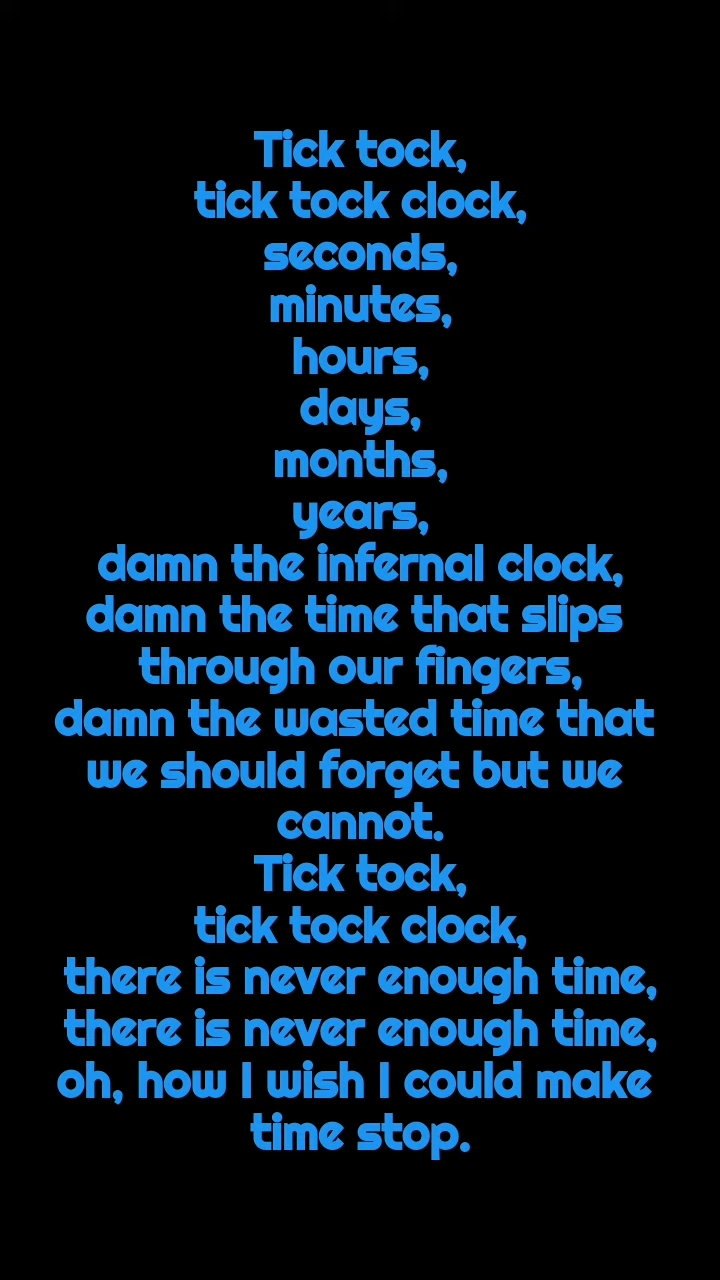 Tick tock,
tick tock clock,
seconds,
minutes,
hours,
days,
months,
years,
damn the infernal clock,
damn the time that slips
through our fingers,
damn the wasted time that
we should forget but we
cannot.
Tick tock,
tick tock clock,
there is never enough time,
there is never enough time,
oh, how I wish I could make
time stop.